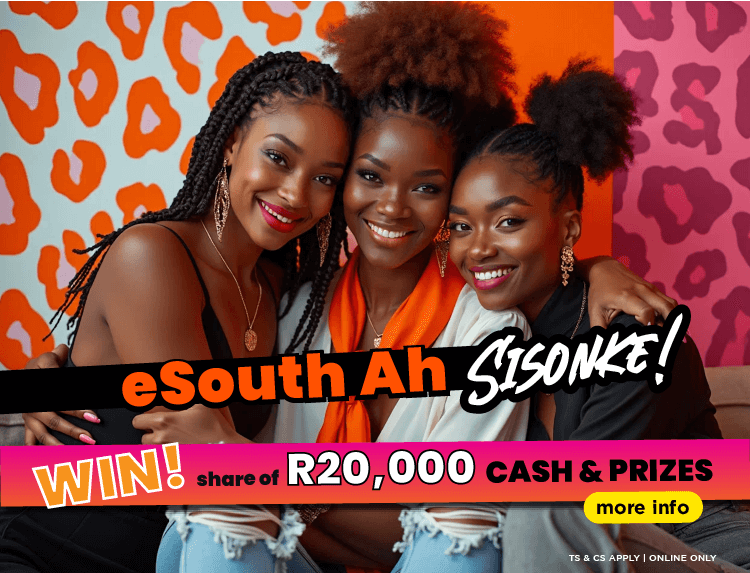 eSouth Ah SISONKE!
WIN! share of R20,000 CASH & PRIZES
more info
TS & CS APPLY | ONLINE ONLY